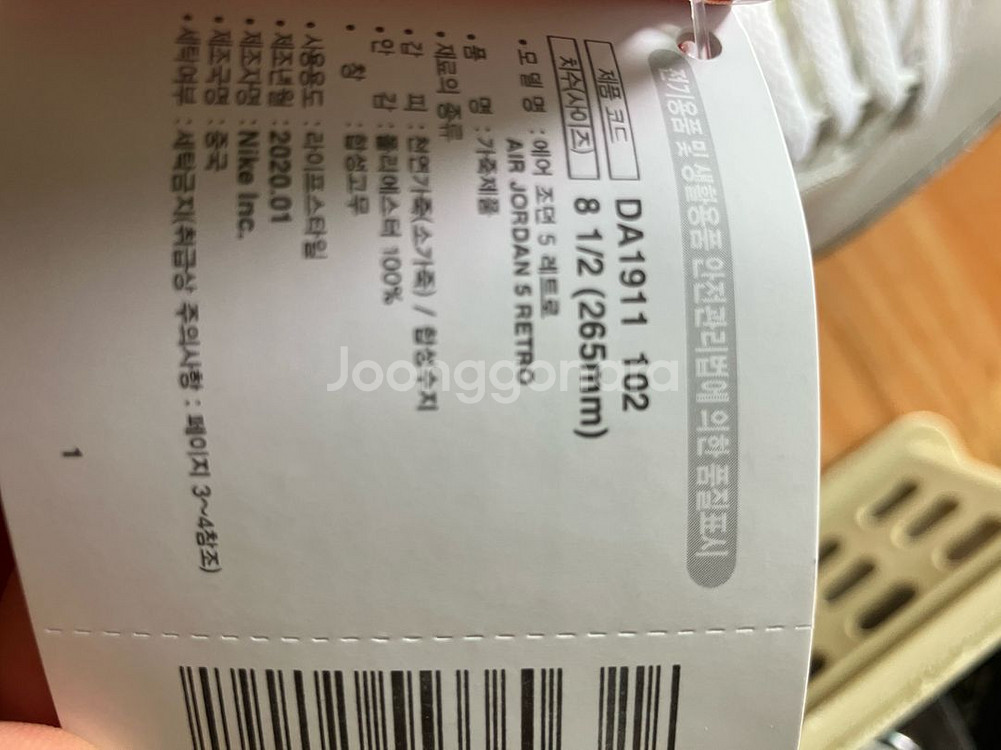 전기용품 및 생활용품 안전관리법에 의한 품질표시
제품 코드 DA1911 102
치수(사이즈) 8 1/2 (265mm)
• 모델명 : 에어 조던 5 레트로
AIR JORDAN 5 RETRO
• 품 명 : 가죽제품
• 재료의 종류
• 겉 피 : 천연가죽(소가죽) / 합성수지
• 안 감 : 폴리에스터 100%
• 창 : 합성고무
• 사용용도 : 라이프스타일
• 제조년월 : 2020.01
• 제조자명 : Nike Inc.
• 제조국명 : 중국
• 세탁여부 : 세탁금지(취급상 주의사항 : 페이지 3~4참조)
1
Joonggonara